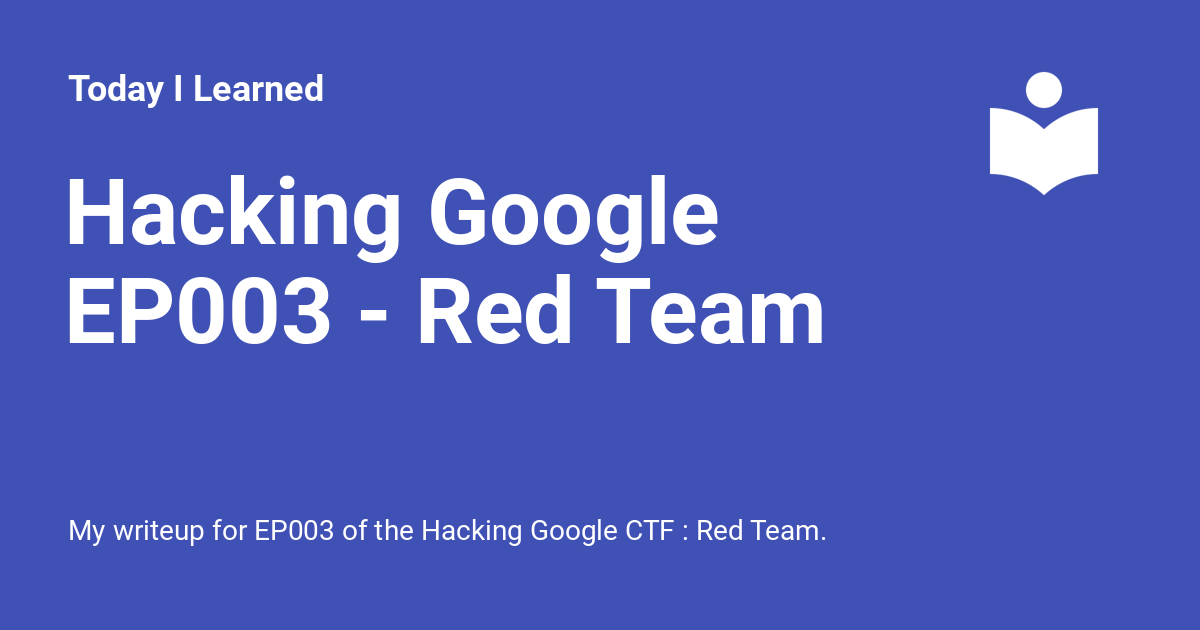 Today I Learned
Hacking Google
EP003 - Red Team
My writeup for EP003 of the Hacking Google CTF : Red Team.